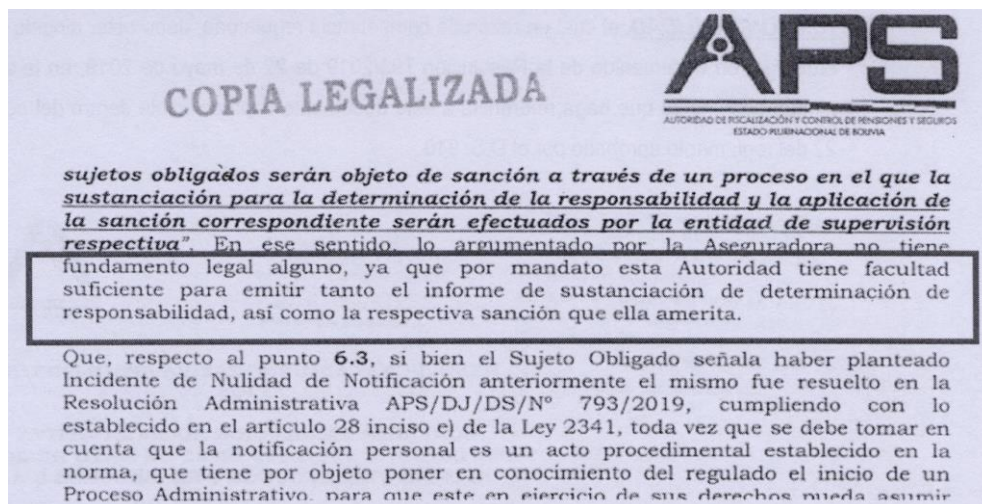 COPIA LEGALIZADA
APS
AUTORIDAD DE FISCALIZACIÓN Y CONTROL DE PENSIONES Y SEGUROS
ESTADO PLURINACIONAL DE BOLIVIA
sujetos obligados serán objeto de sanción a través de un proceso en el que la
sustanciación para la determinación de la responsabilidad y la aplicación de
la sanción correspondiente serán efectuados por la entidad de supervisión
respectiva". En ese sentido, lo argumentado por la Aseguradora no tiene
fundamento legal alguno, ya que por mandato esta Autoridad tiene facultad
suficiente para emitir tanto el informe de sustanciación de determinación de
responsabilidad, así como la respectiva sanción que ella amerita.
Que, respecto al punto 6.3, si bien el Sujeto Obligado señala haber planteado
Incidente de Nulidad de Notificación anteriormente el mismo fue resuelto en la
Resolución Administrativa APS/DJ/DS/Nº 793/2019, cumpliendo con lo
establecido en el artículo 28 inciso e) de la Ley 2341, toda vez que se debe tomar en
cuenta que la notificación personal es un acto procedimental establecido en la
norma, que tiene por objeto poner en conocimiento del regulado el inicio de un
Proceso Administrativo, para que este en ejercicio de sus derechos pueda asumir